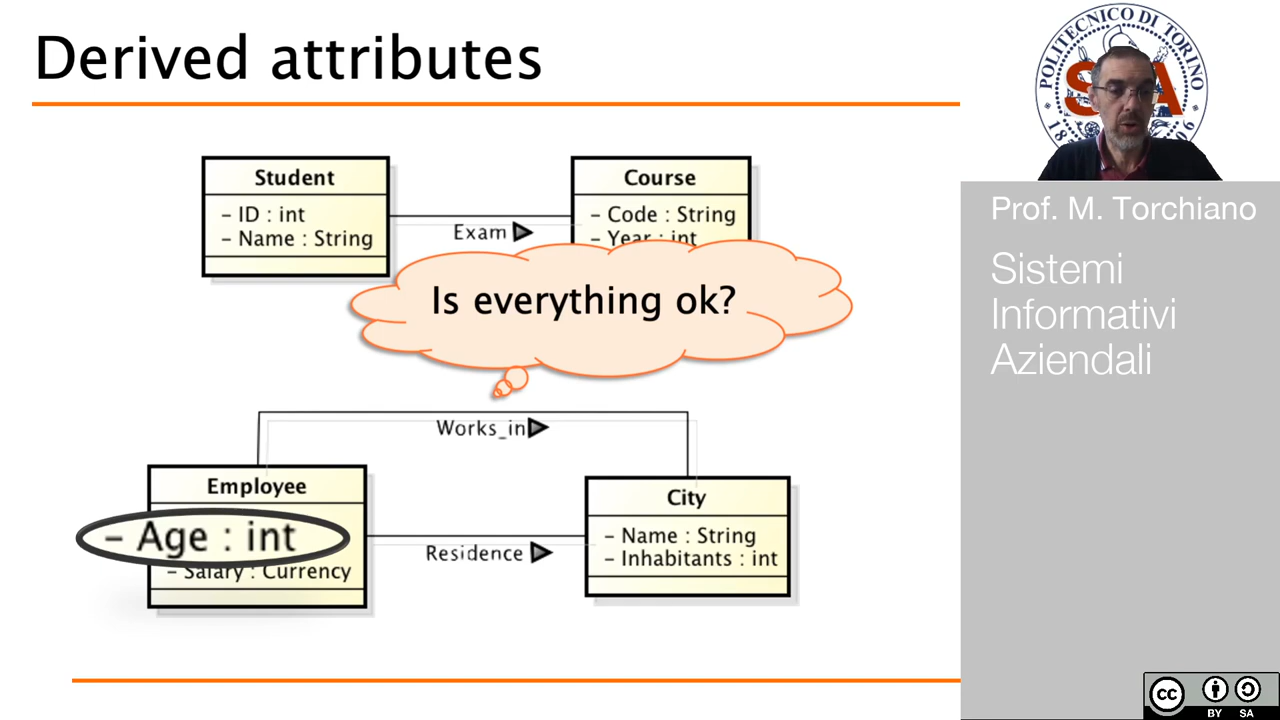 Derived attributes
POLITECNICO DI TORINO
Prof. M. Torchiano
Sistemi
Informativi
Aziendali
Student
- ID : int
- Name : String
Exam
Course
- Code : String
- Year : int
Is everything ok?
Works_in
Employee
- Age : int
- Salary : Currency
Residence
City
- Name : String
- Inhabitants : int
cc
BY SA